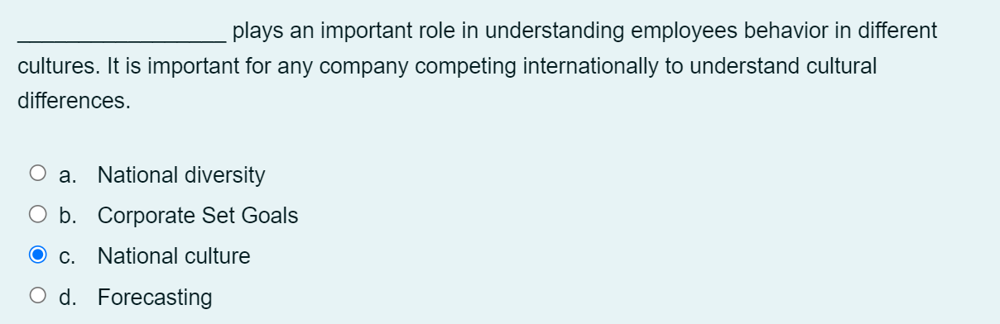 _________________ plays an important role in understanding employees behavior in different
cultures. It is important for any company competing internationally to understand cultural
differences.
a. National diversity
b. Corporate Set Goals
c. National culture
d. Forecasting